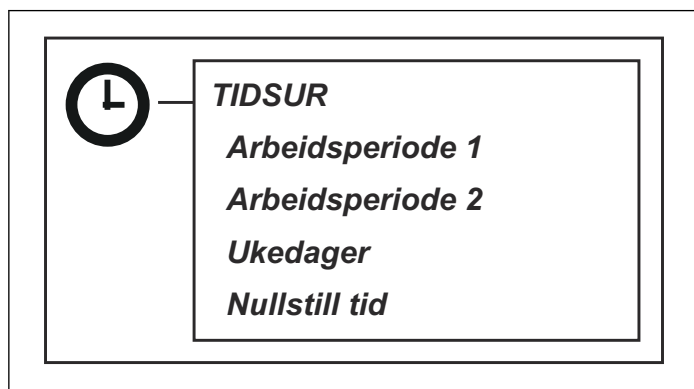 TIDSUR
Arbeidsperiode 1
Arbeidsperiode 2
Ukedager
Nullstill tid